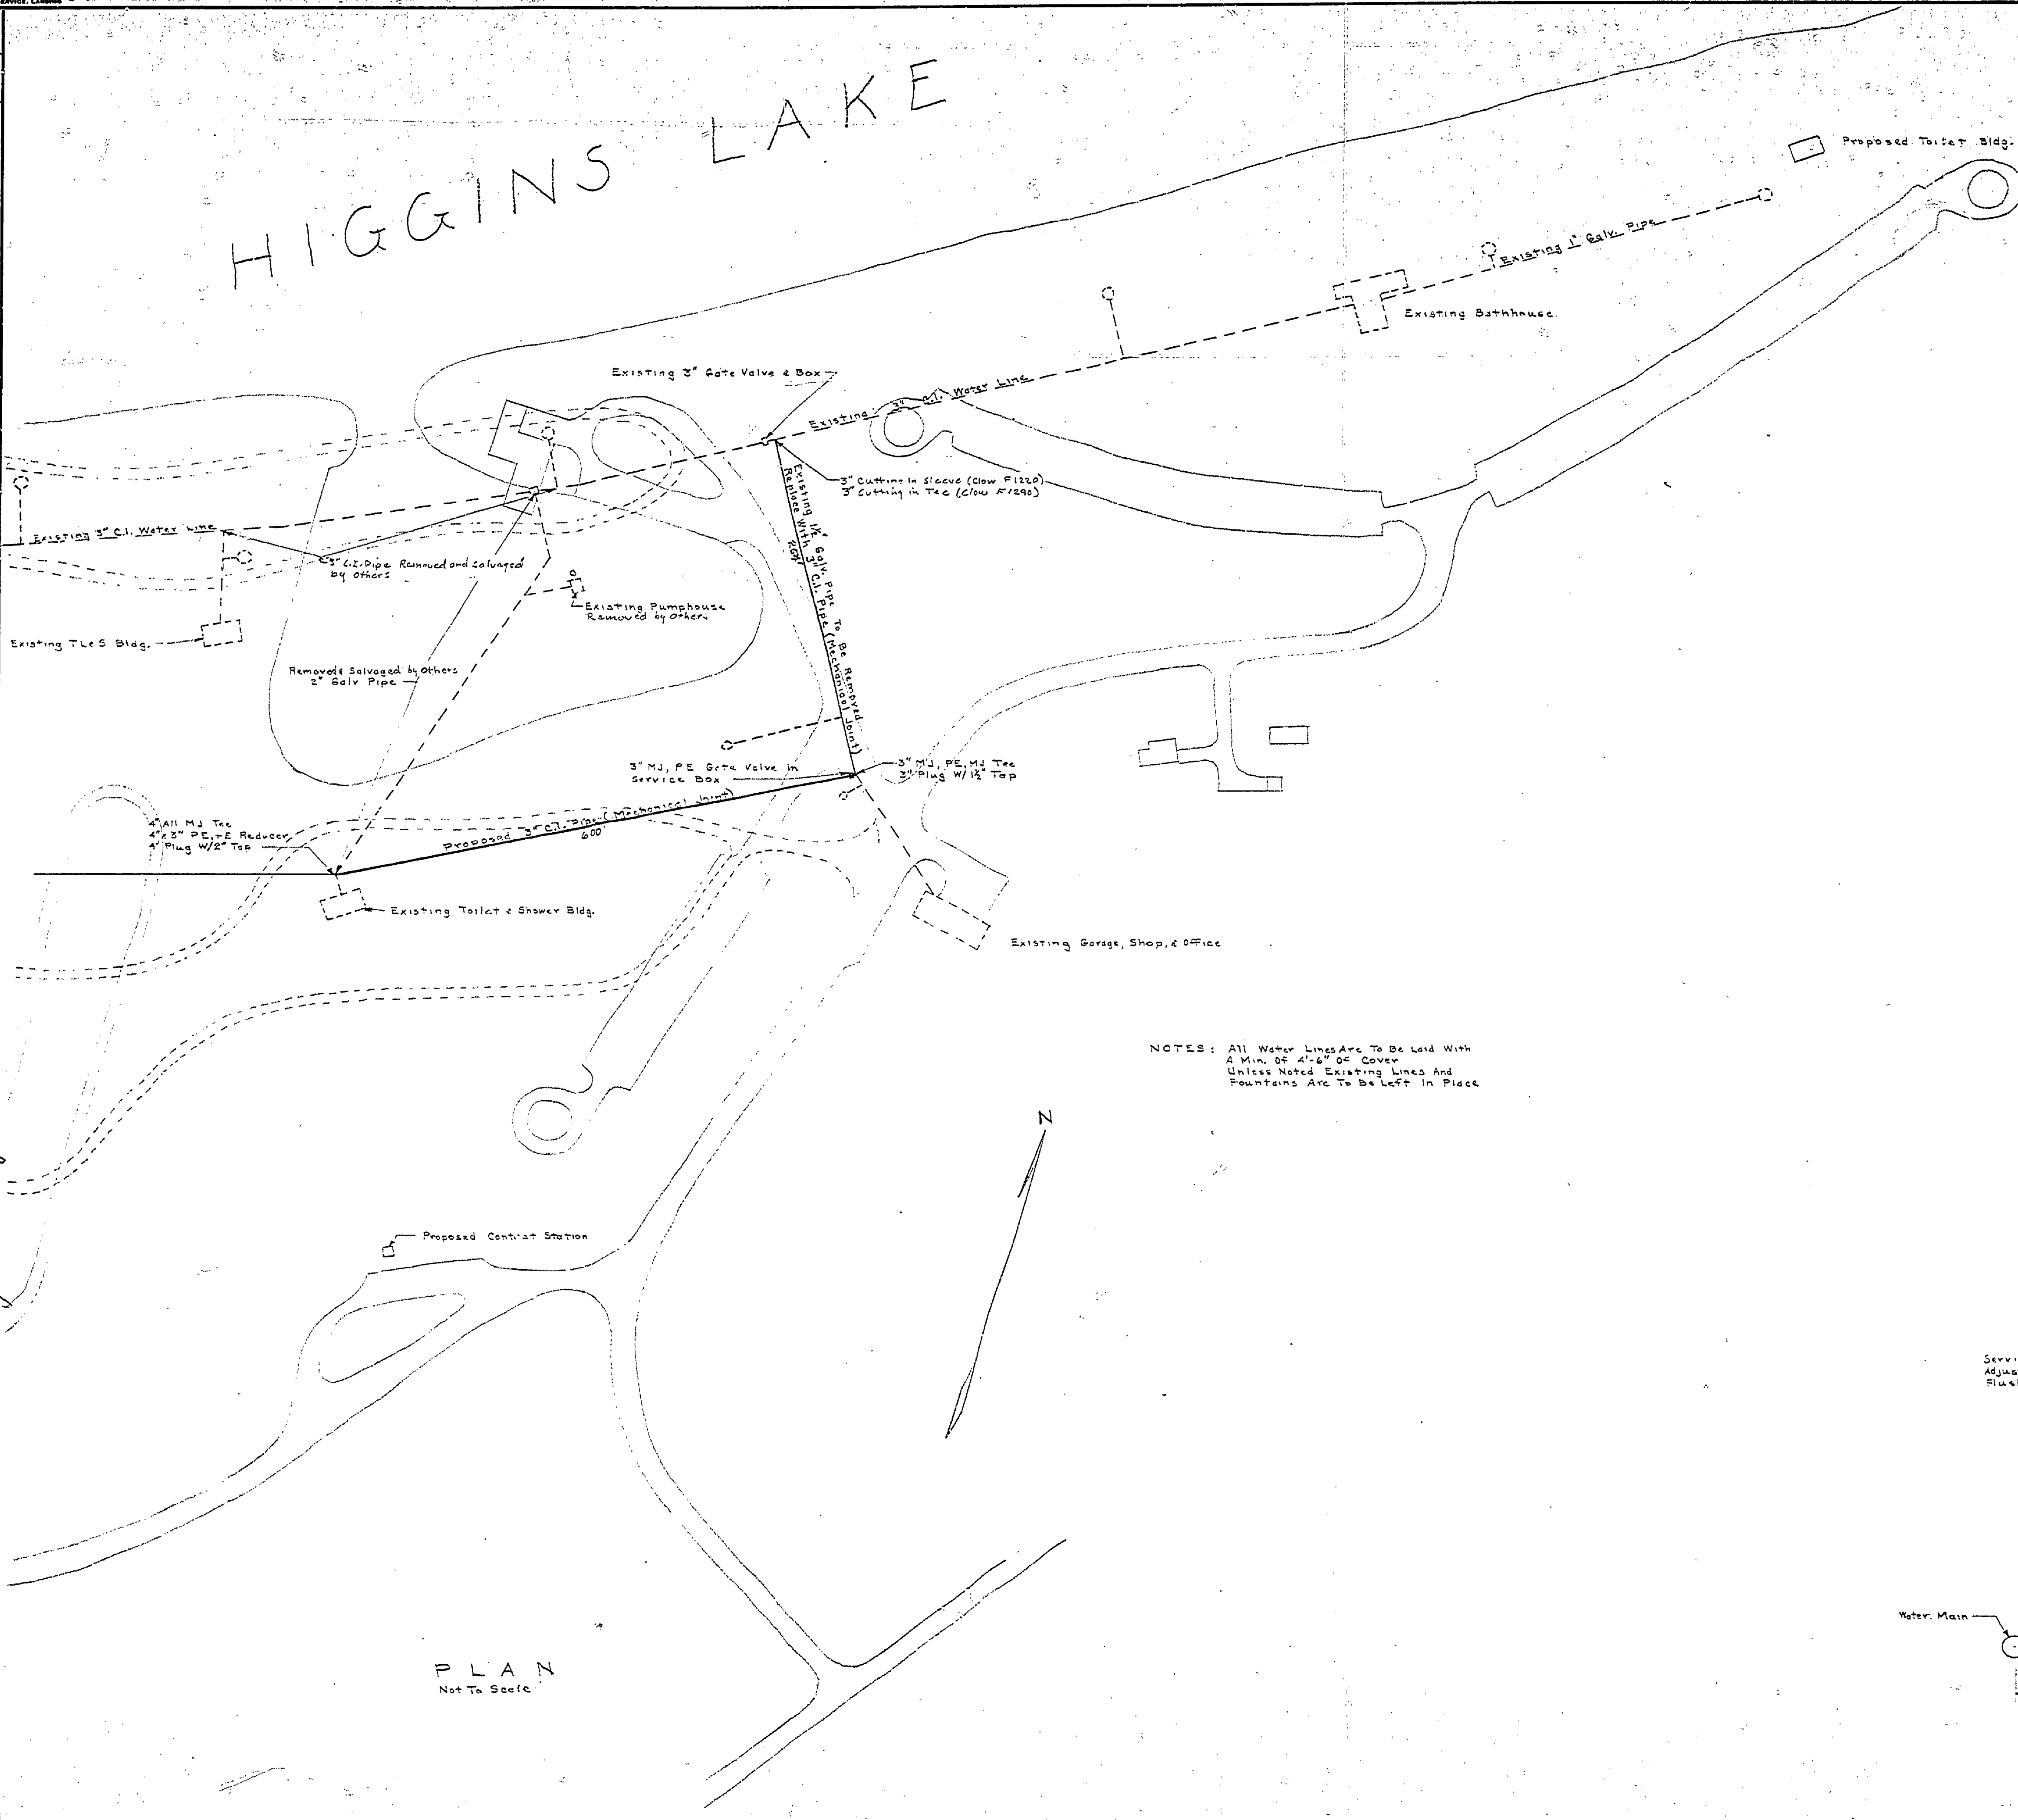 HIGGINS LAKE
Proposed Toilet Bldg.
Existing 1" Galv. Pipe
Existing Bathhouse
Existing 3" Gate Valve & Box
Existing 3" C.I. Water Line
3" Cutting In Sleeve (Clow F1220)
3" Cutting in Tee (Clow F1290)
Existing 1½" Galv. Pipe To Be Removed
Replace With 3" C.I. Pipe (Mechanical Joint)
Existing 3" C.I. Water Line
3" C.I. Pipe Removed and Salvaged
by Others
Existing Pumphouse
Removed by Others
Existing TL&S Bldg.
Removed & Salvaged by Others
2" Galv Pipe
3" MJ, PE Gate Valve in
Service Box
3" MJ, PE, MJ Tee
3" Plug W/ 1½" Tap
4" All MJ Tee
4" x 3" PE, PE Reducer
4" Plug W/2" Tap
Proposed 3" C.I. Pipe (Mechanical Joint)
600'
Existing Toilet & Shower Bldg.
Existing Garage, Shop, & Office
NOTES: All Water Lines Are To Be Laid With
A Min. Of 4'-6" Of Cover
Unless Noted Existing Lines And
Fountains Are To Be Left In Place
N
Proposed Contact Station
Servi
Adjus
Flus
Water Main
PLAN
Not To Scale